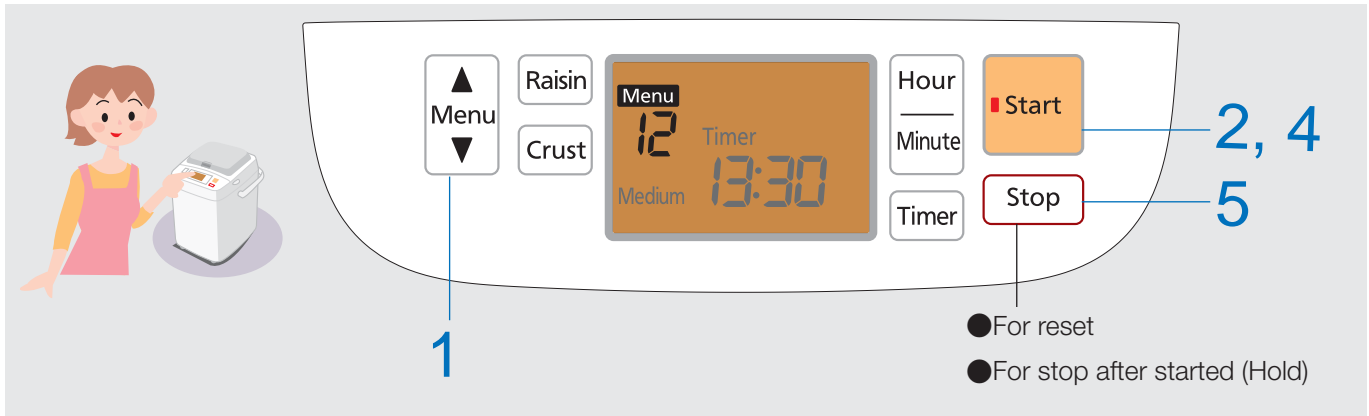 Menu
Raisin
Crust
Menu
12
Timer
13:30
Medium
Hour
Minute
Timer
Start
Stop
2, 4
5
1
●For reset
●For stop after started (Hold)